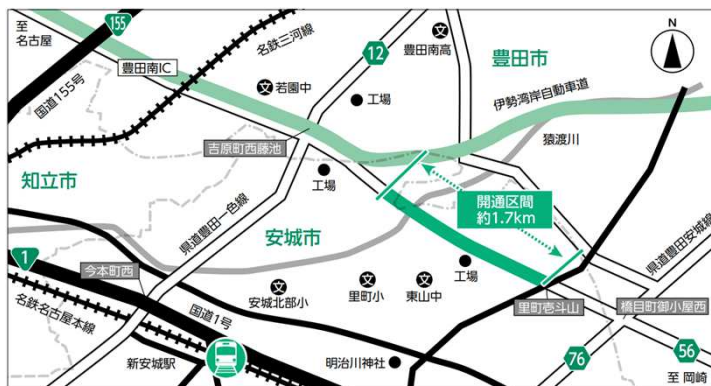 至
名古屋
155
国道155号
名鉄三河線
豊田南IC
文
若園中
12
文
豊田南高
工場
豊田市
N
伊勢湾岸自動車道
猿渡川
吉原町西藤池
工場
知立市
県道豊田一色線
安城市
開通区間
約1.7km
県道豊田安城線
1
今本町西
名鉄名古屋本線
国道1号
文
安城北部小
文
里町小
文
東山中
工場
里町壱斗山
橋目町御小屋西
新安城駅
明治川神社
76
56
至 岡崎